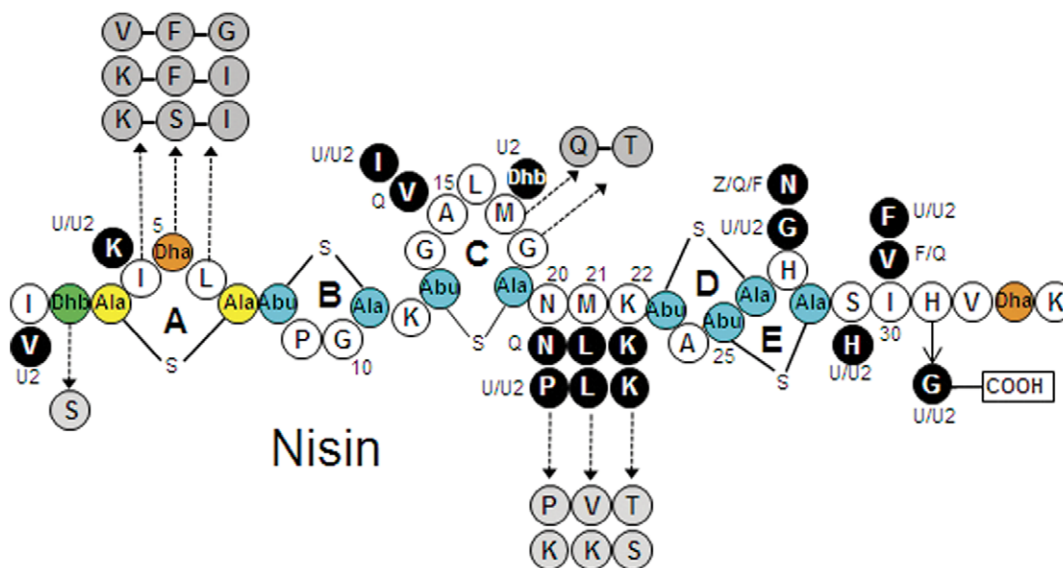 V F G
K F I
K S I
U/U2 I U2 Dhb Q T
Q V 15 L Z/Q/F N
A M U/U2 G U/U2 F
U/U2 K 5 Dha S G C G S H V F/Q
I L Abu Ala 20 21 22 D Ala
I Dhb Ala A Ala Abu B Ala K S N M K Abu Abu E Ala S I H V Dha K
V S P G 10 A 25 S H 30
U2 Q N L K U/U2 G COOH
S U/U2 P L K U/U2
Nisin
P V T
K K S